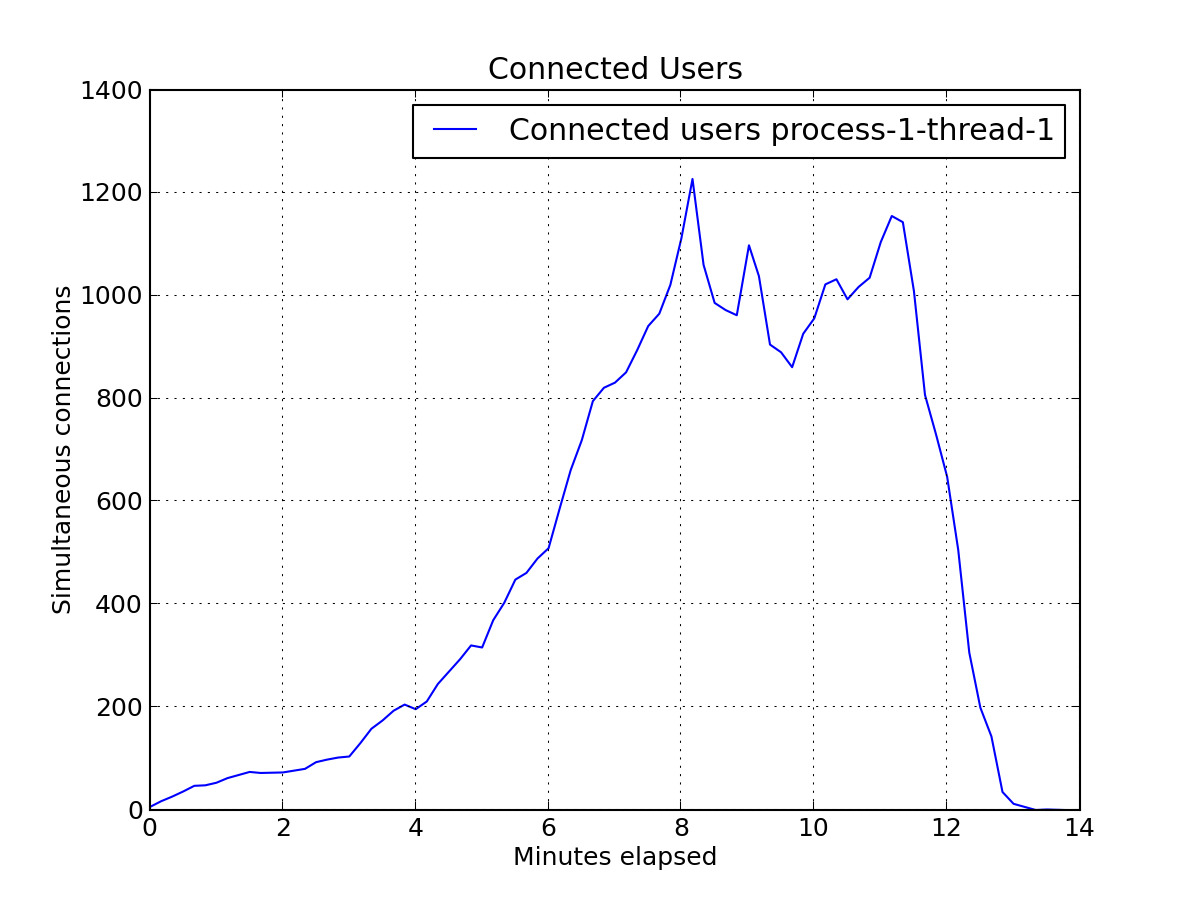 Connected Users
Connected users process-1-thread-1
1400
1200
1000
800
600
400
200
0
Simultaneous connections
0 2 4 6 8 10 12 14
Minutes elapsed